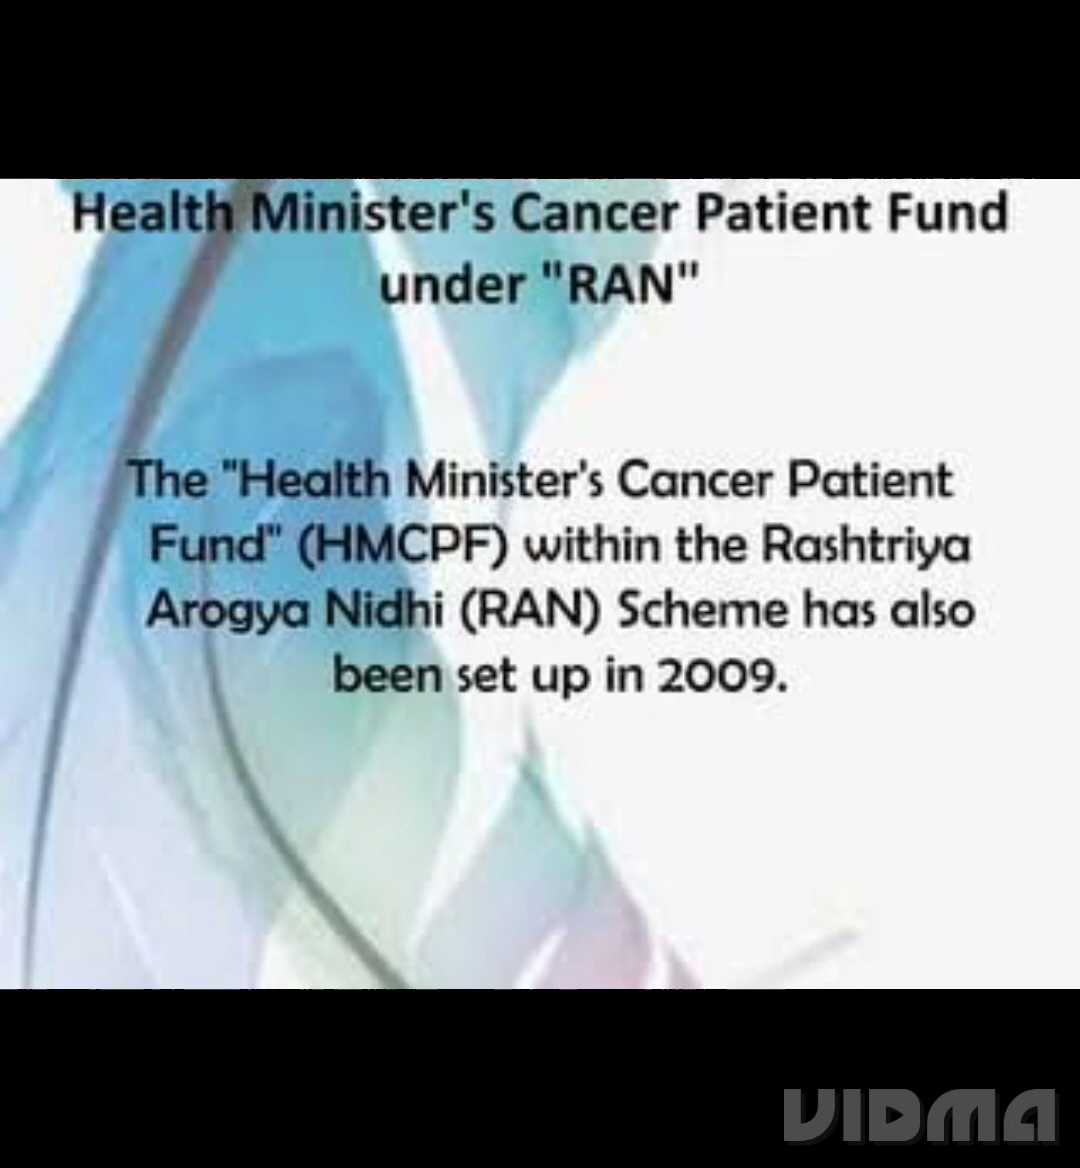 Health Minister's Cancer Patient Fund
under "RAN"
The "Health Minister's Cancer Patient
Fund" (HMCPF) within the Rashtriya
Arogya Nidhi (RAN) Scheme has also
been set up in 2009.
VIDMA